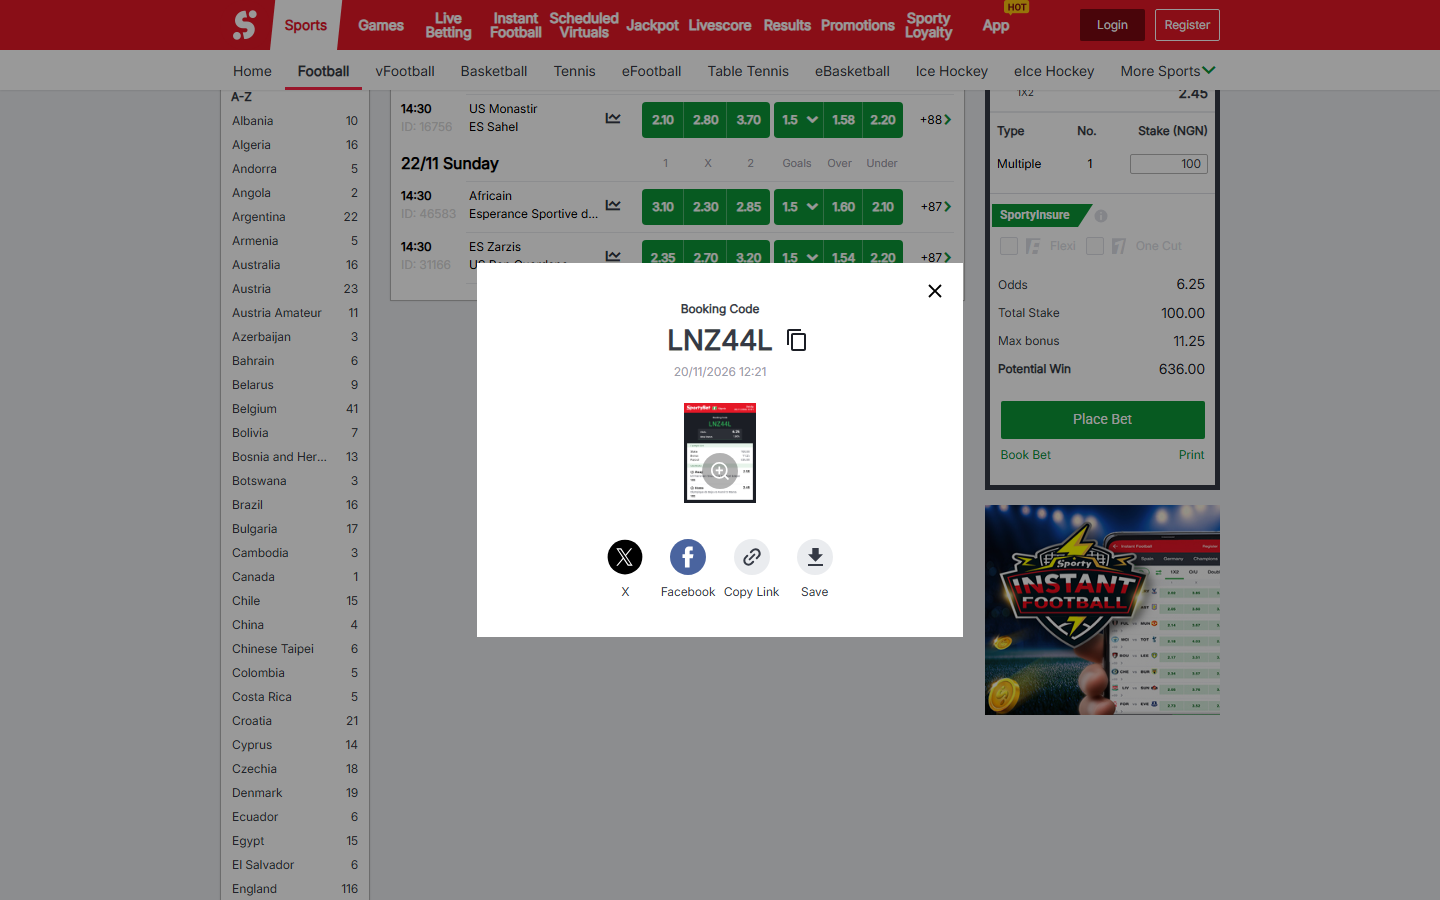 Sports
Games
Live Betting
Instant Football
Scheduled Virtuals
Jackpot
Livescore
Results
Promotions
Sporty Loyalty
App
HOT
Login
Register
Home
Football
vFootball
Basketball
Tennis
eFootball
Table Tennis
eBasketball
Ice Hockey
eIce Hockey
More Sports
A-Z
Albania 10
Algeria 16
Andorra 5
Angola 2
Argentina 22
Armenia 5
Australia 16
Austria 23
Austria Amateur 11
Azerbaijan 3
Bahrain 6
Belarus 9
Belgium 41
Bolivia 7
Bosnia and Her... 13
Botswana 3
Brazil 16
Bulgaria 17
Cambodia 3
Canada 1
Chile 15
China 4
Chinese Taipei 6
Colombia 5
Costa Rica 5
Croatia 21
Cyprus 14
Czechia 18
Denmark 19
Ecuador 6
Egypt 15
El Salvador 6
England 116
14:30 US Monastir
ID: 16756 ES Sahel
2.10 2.80 3.70 1.5 1.58 2.20 +88
22/11 Sunday 1 X 2 Goals Over Under
14:30 Africain
ID: 46583 Esperance Sportive d...
3.10 2.30 2.85 1.5 1.60 2.10 +87
14:30 ES Zarzis
ID: 31166
2.35 2.70 3.20 1.5 1.54 2.20 +87
Booking Code
LNZ44L
20/11/2026 12:21
SportyBet
LNZ44L
X
Facebook
Copy Link
Save
1X2 2.45
Type No. Stake (NGN)
Multiple 1 100
SportyInsure
Flexi
One Cut
Odds 6.25
Total Stake 100.00
Max bonus 11.25
Potential Win 636.00
Place Bet
Book Bet Print
Sporty
INSTANT
FOOTBALL
Instant Football
Register
Spain Germany Champions
1X2 O/U